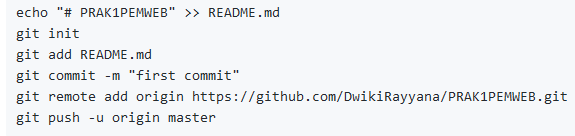 echo "# PRAK1PEMWEB" >> README.md
git init
git add README.md
git commit -m "first commit"
git remote add origin https://github.com/DwikiRayyana/PRAK1PEMWEB.git
git push -u origin master